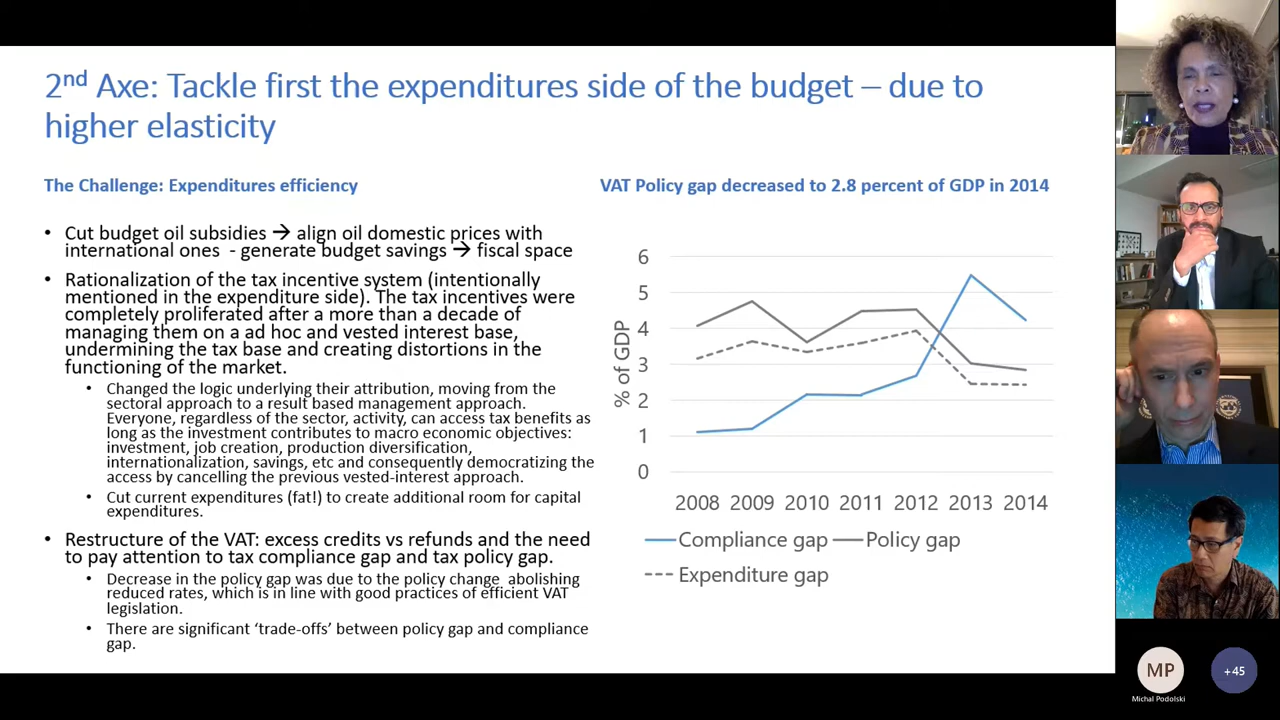 2nd Axe: Tackle first the expenditures side of the budget – due to
higher elasticity
The Challenge: Expenditures efficiency
• Cut budget oil subsidies → align oil domestic prices with
international ones - generate budget savings → fiscal space
• Rationalization of the tax incentive system (intentionally
mentioned in the expenditure side). The tax incentives were
completely proliferated after a more than a decade of
managing them on a ad hoc and vested interest base,
undermining the tax base and creating distortions in the
functioning of the market.
• Changed the logic underlying their attribution, moving from the
sectoral approach to a result based management approach.
Everyone, regardless of the sector, activity, can access tax benefits as
long as the investment contributes to macro economic objectives:
investment, job creation, production diversification,
internationalization, savings, etc and consequently democratizing the
access by cancelling the previous vested-interest approach.
• Cut current expenditures (fat!) to create additional room for capital
expenditures.
• Restructure of the VAT: excess credits vs refunds and the need
to pay attention to tax compliance gap and tax policy gap.
• Decrease in the policy gap was due to the policy change abolishing
reduced rates, which is in line with good practices of efficient VAT
legislation.
• There are significant ‘trade-offs’ between policy gap and compliance
gap.
VAT Policy gap decreased to 2.8 percent of GDP in 2014
% of GDP
6
5
4
3
2
1
0
2008 2009 2010 2011 2012 2013 2014
Compliance gap Policy gap
Expenditure gap
MP
Michal Podolski
+45